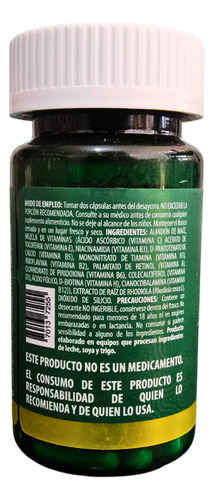 MODO DE EMPLEO: Tomar dos cápsulas antes del desayuno. NO EXCEDER LA
PORCIÓN RECOMENDADA. Consulte a su médico antes de consumir cualquier
suplemento alimenticio. No se deje al alcance de los niños. Mantener el frasco
cerrado y en un lugar fresco y seco. INGREDIENTES: ALMIDÓN DE MAÍZ,
MEZCLA DE VITAMINAS (ÁCIDO ASCÓRBICO (VITAMINA C) ACETATO DE
TOCOFEROL (VITAMINA E), NIACINAMIDA (VITAMINA B3), D-PANTOTENATO DE
CALCIO (VITAMINA B5), MONONITRATO DE TIAMINA (VITAMINA B1),
RIBOFLAVINA (VITAMINA B2), PALMITATO DE RETINOL (VITAMINA A),
CLORHIDRATO DE PIRIDOXINA (VITAMINA B6), COLECALCIFEROL (VITAMINA
D), ÁCIDO FÓLICO, D-BIOTINA (VITAMINA H), CIANOCOBALAMINA (VITAMINA
B12)), EXTRACTO DE RAÍZ DE RHODIOLA (Rhodiola rosea L),
DIÓXIDO DE SILICIO. PRECAUCIONES: Contiene un
desecante NO INGERIBLE, consérvese dentro del frasco no
recomendado para menores de 18 años ni en mujeres
embarazadas o en lactancia. No consumir de poseer
sensibilidad a alguno de los ingredientes. Producto
elaborado en equipos que procesan ingredientes
de leche, soya y trigo.
ESTE PRODUCTO NO ES UN MEDICAMENTO.
EL CONSUMO DE ESTE PRODUCTO ES
RESPONSABILIDAD DE QUIEN LO
RECOMIENDA Y DE QUIEN LO USA.